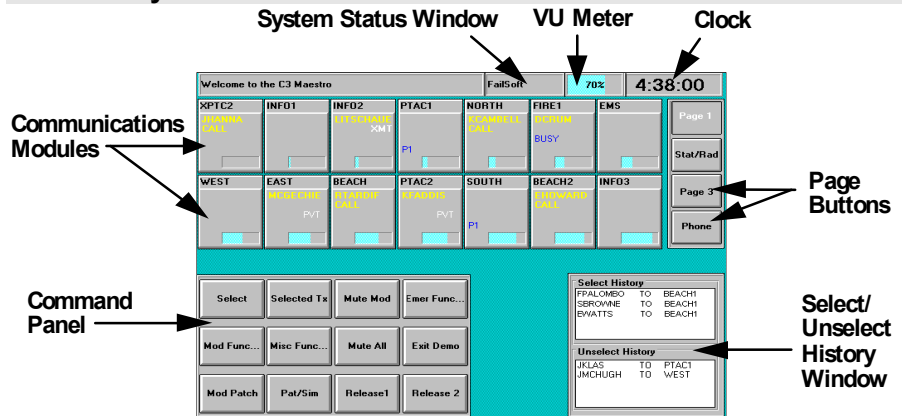 System Status Window
VU Meter
Clock
Welcome to the C3 Maestro
FailSoft
70%
4:38:00
Communications
Modules
XPTC2
INFO1
INFO2
PTAC1
NORTH
FIRE1
EMS
JHANNA
LITSCHAUE
KCAMBELL
DCRUM
CALL
XMT
CALL
BUSY
P1
WEST
EAST
BEACH
PTAC2
SOUTH
BEACH2
INFO3
MCGECHIE
RTARDIF
KFADDIS
EHOWARD
CALL
CALL
PVT
PVT
P1
Page 1
Stat/Rad
Page 3
Phone
Page
Buttons
Command
Panel
Select
Selected Tx
Mute Mod
Emer Func...
Mod Func...
Misc Func...
Mute All
Exit Demo
Mod Patch
Pat/Sim
Release1
Release 2
Select History
FPALOMBO TO BEACH1
SBROWNE TO BEACH1
BWATTS TO BEACH1
Unselect History
JKLAS TO PTAC1
JMCHUGH TO WEST
Select/
Unselect
History
Window